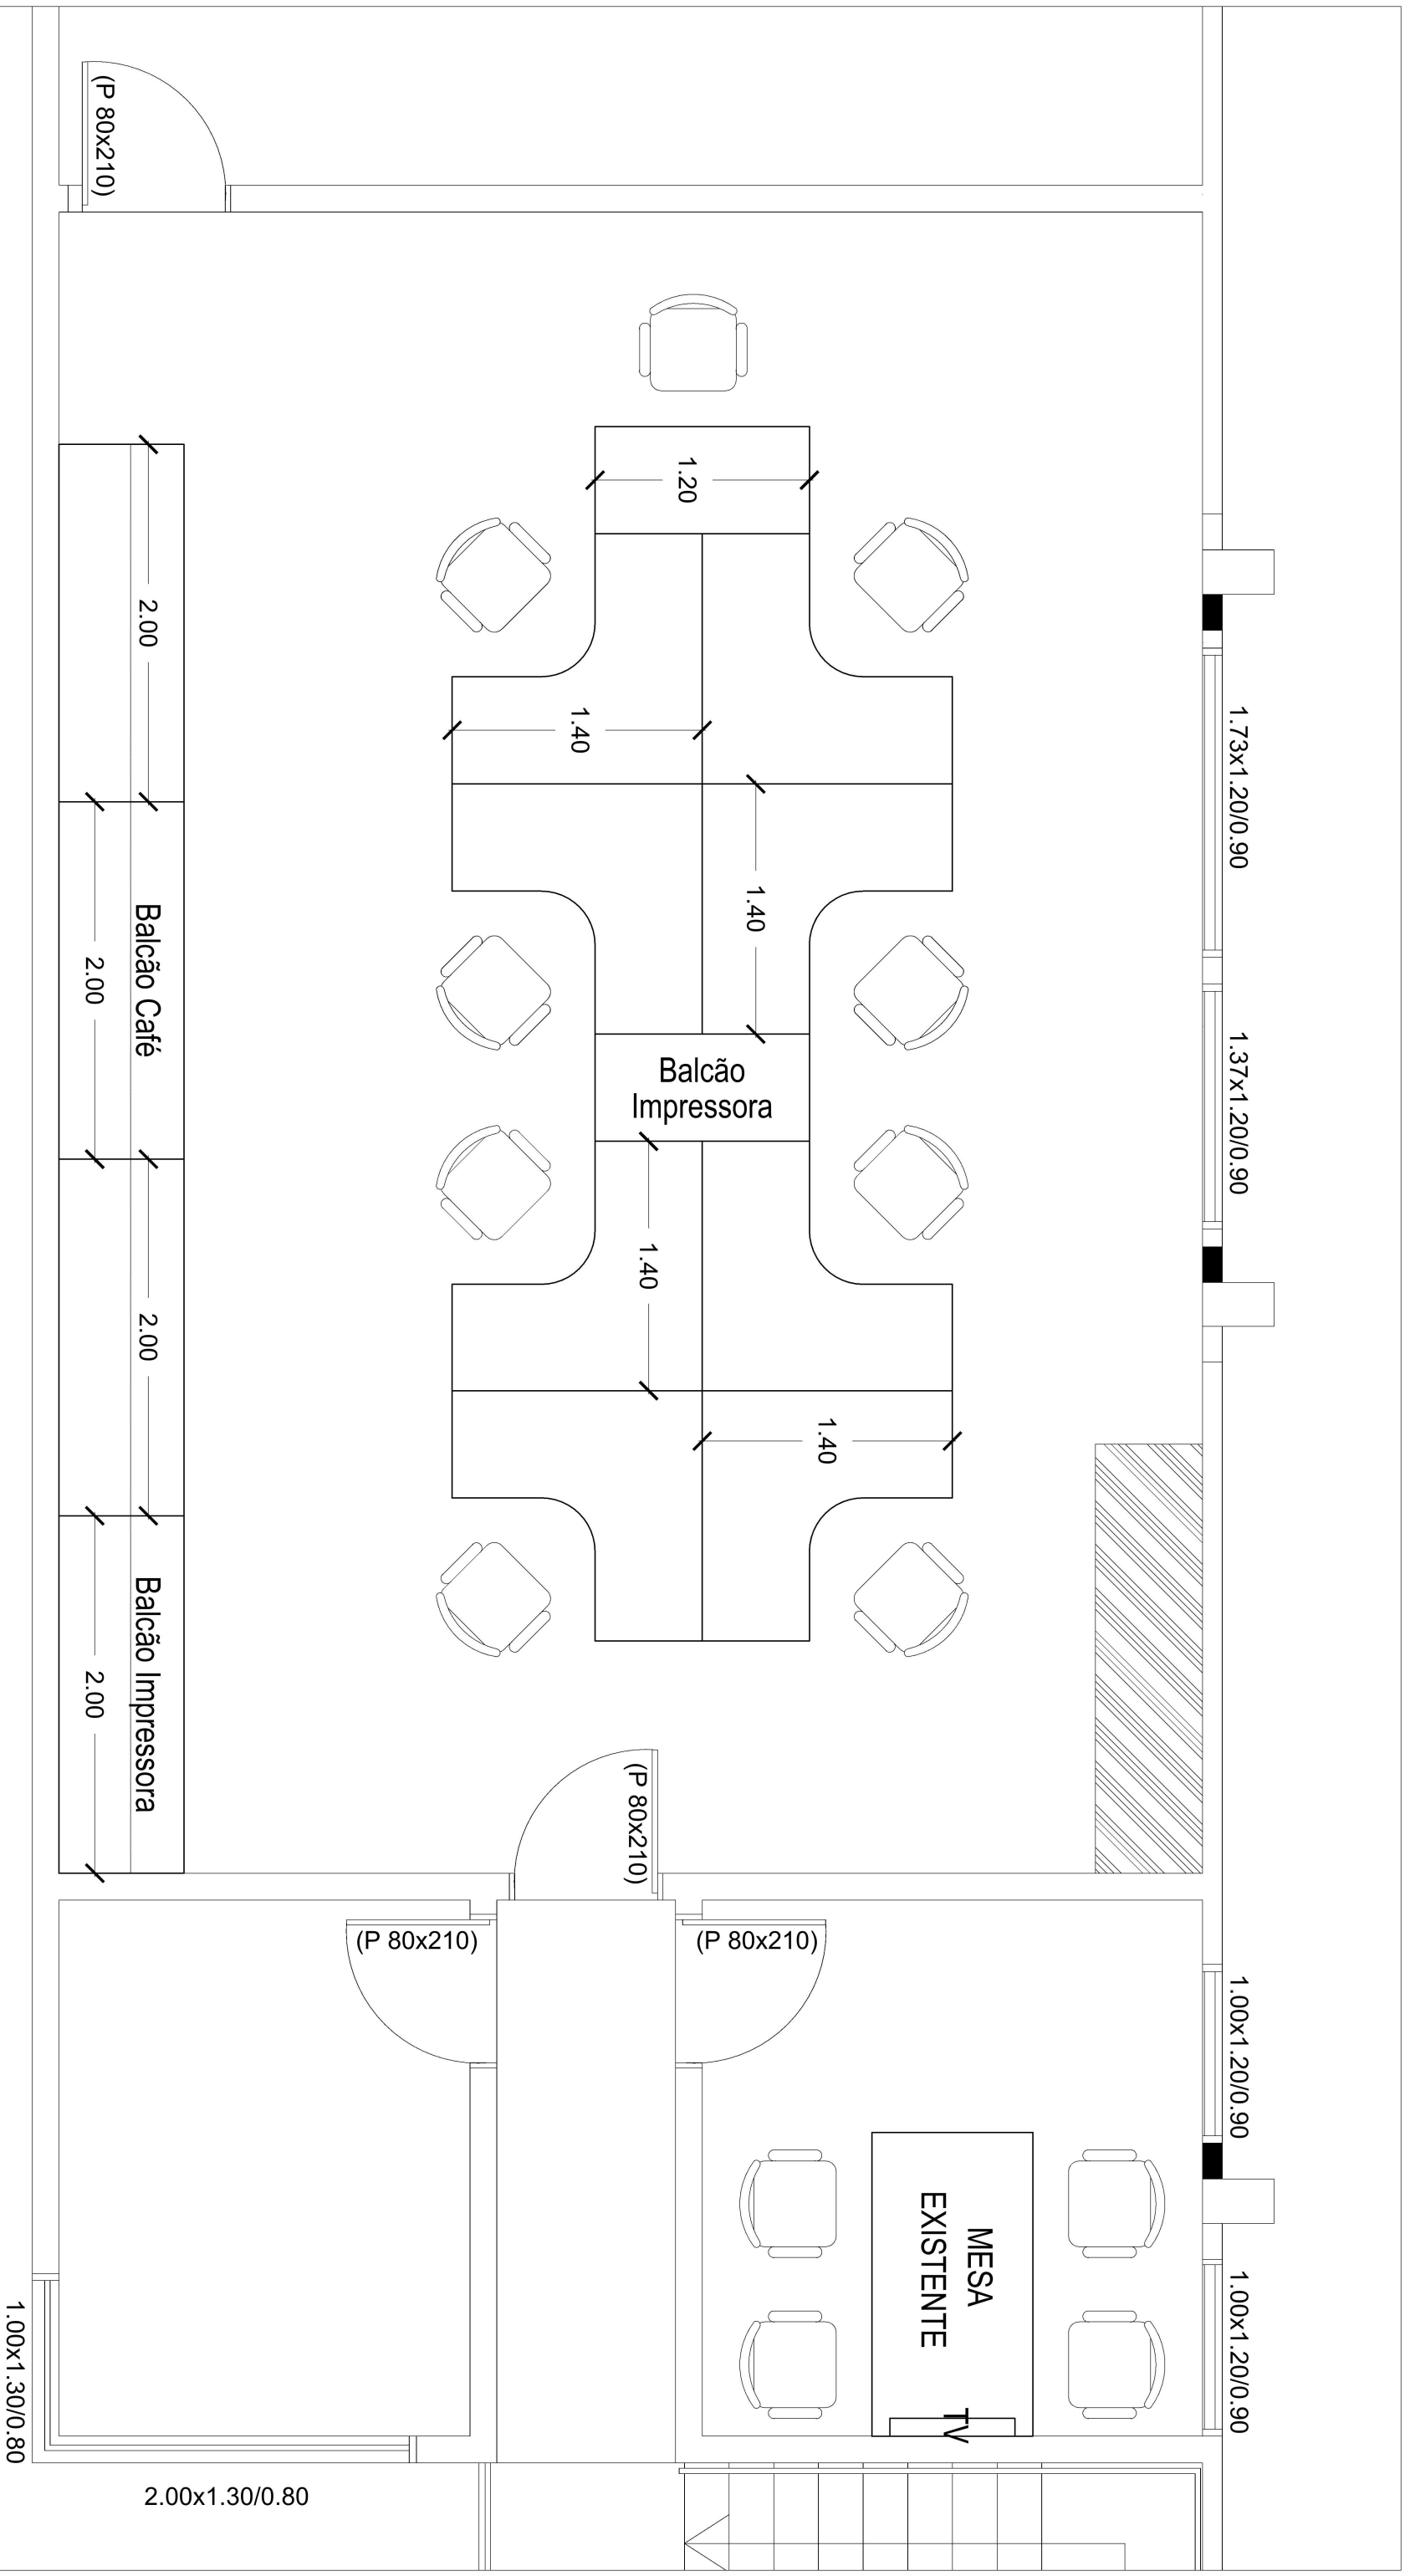 (P 80x210)
1.20
2.00
1.40
1.73x1.20/0.90
1.40
Balcão Café
2.00
Balcão
Impressora
1.37x1.20/0.90
1.40
2.00
1.40
Balcão Impressora
2.00
(P 80x210)
(P 80x210)
(P 80x210)
1.00x1.20/0.90
MESA
EXISTENTE
TV
1.00x1.20/0.90
1.00x1.30/0.80
2.00x1.30/0.80